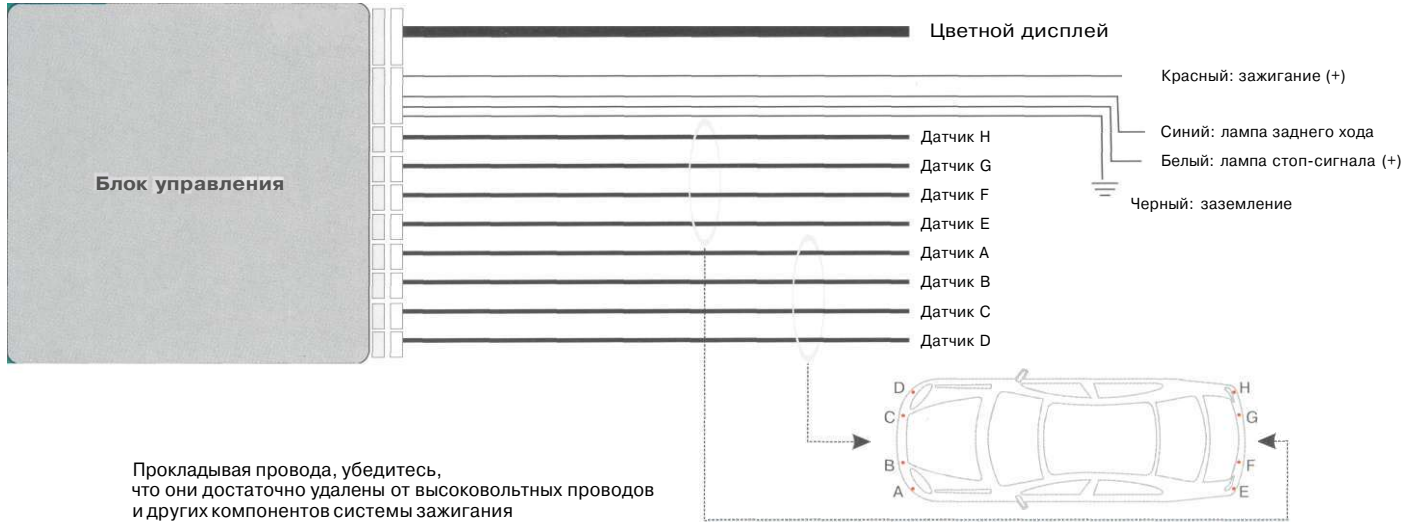 Цветной дисплей
Красный: зажигание (+)
Синий: лампа заднего хода
Белый: лампа стоп-сигнала (+)
Черный: заземление
Блок управления
Датчик H
Датчик G
Датчик F
Датчик E
Датчик A
Датчик B
Датчик C
Датчик D
D
C
B
A
H
G
F
E
Прокладывая провода, убедитесь,
что они достаточно удалены от высоковольтных проводов
и других компонентов системы зажигания